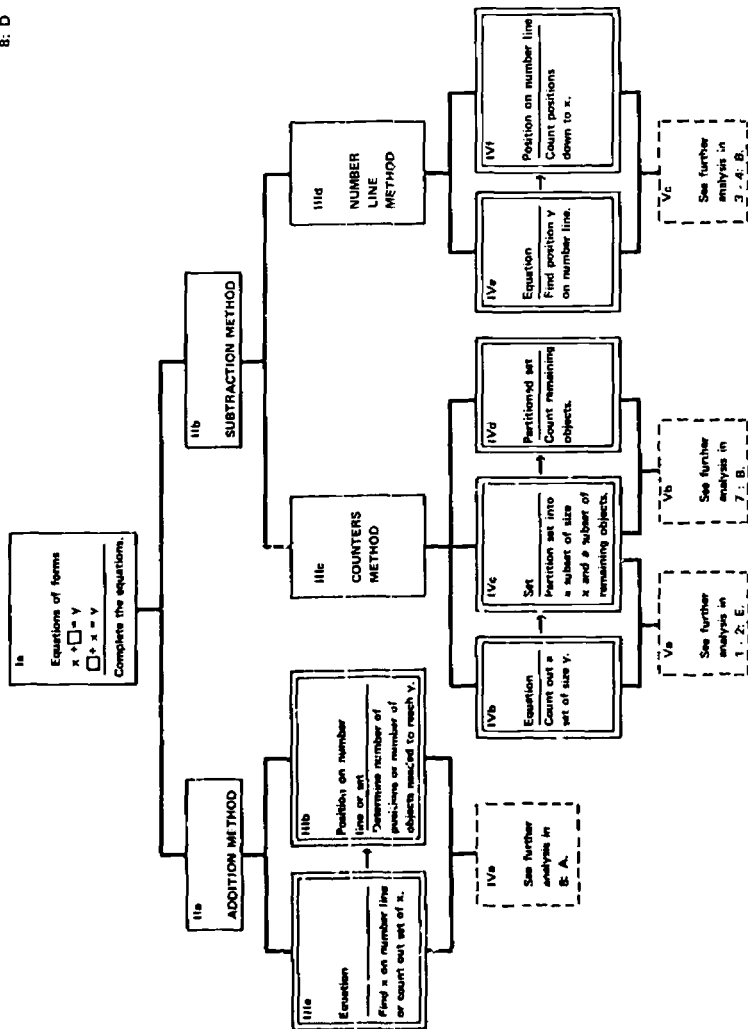 8: D
Ia
Equations of forms
x + □ = y
□ + x = y
Complete the equations.
IIa
ADDITION METHOD
IIb
SUBTRACTION METHOD
IIIa
Equation
Find x on number line
or count out set of x.
→
IIIb
Position on number
line or set
Determine number of
positions or number of
objects needed to reach y.
IIIc
COUNTERS
METHOD
IIId
NUMBER
LINE
METHOD
IVa
See further
analysis in
8: A.
IVb
Equation
Count out a
set of size y.
→
IVc
Set
Partition set into
a subset of size
x and a subset of
remaining objects.
→
IVd
Partitioned set
Count remaining
objects.
IVe
Equation
Find position y
on number line.
→
IVf
Position on number line
Count positions
down to x.
Va
See further
analysis in
1 - 2: E.
Vb
See further
analysis in
7 : B.
Vc
See further
analysis in
3 - 4: B.